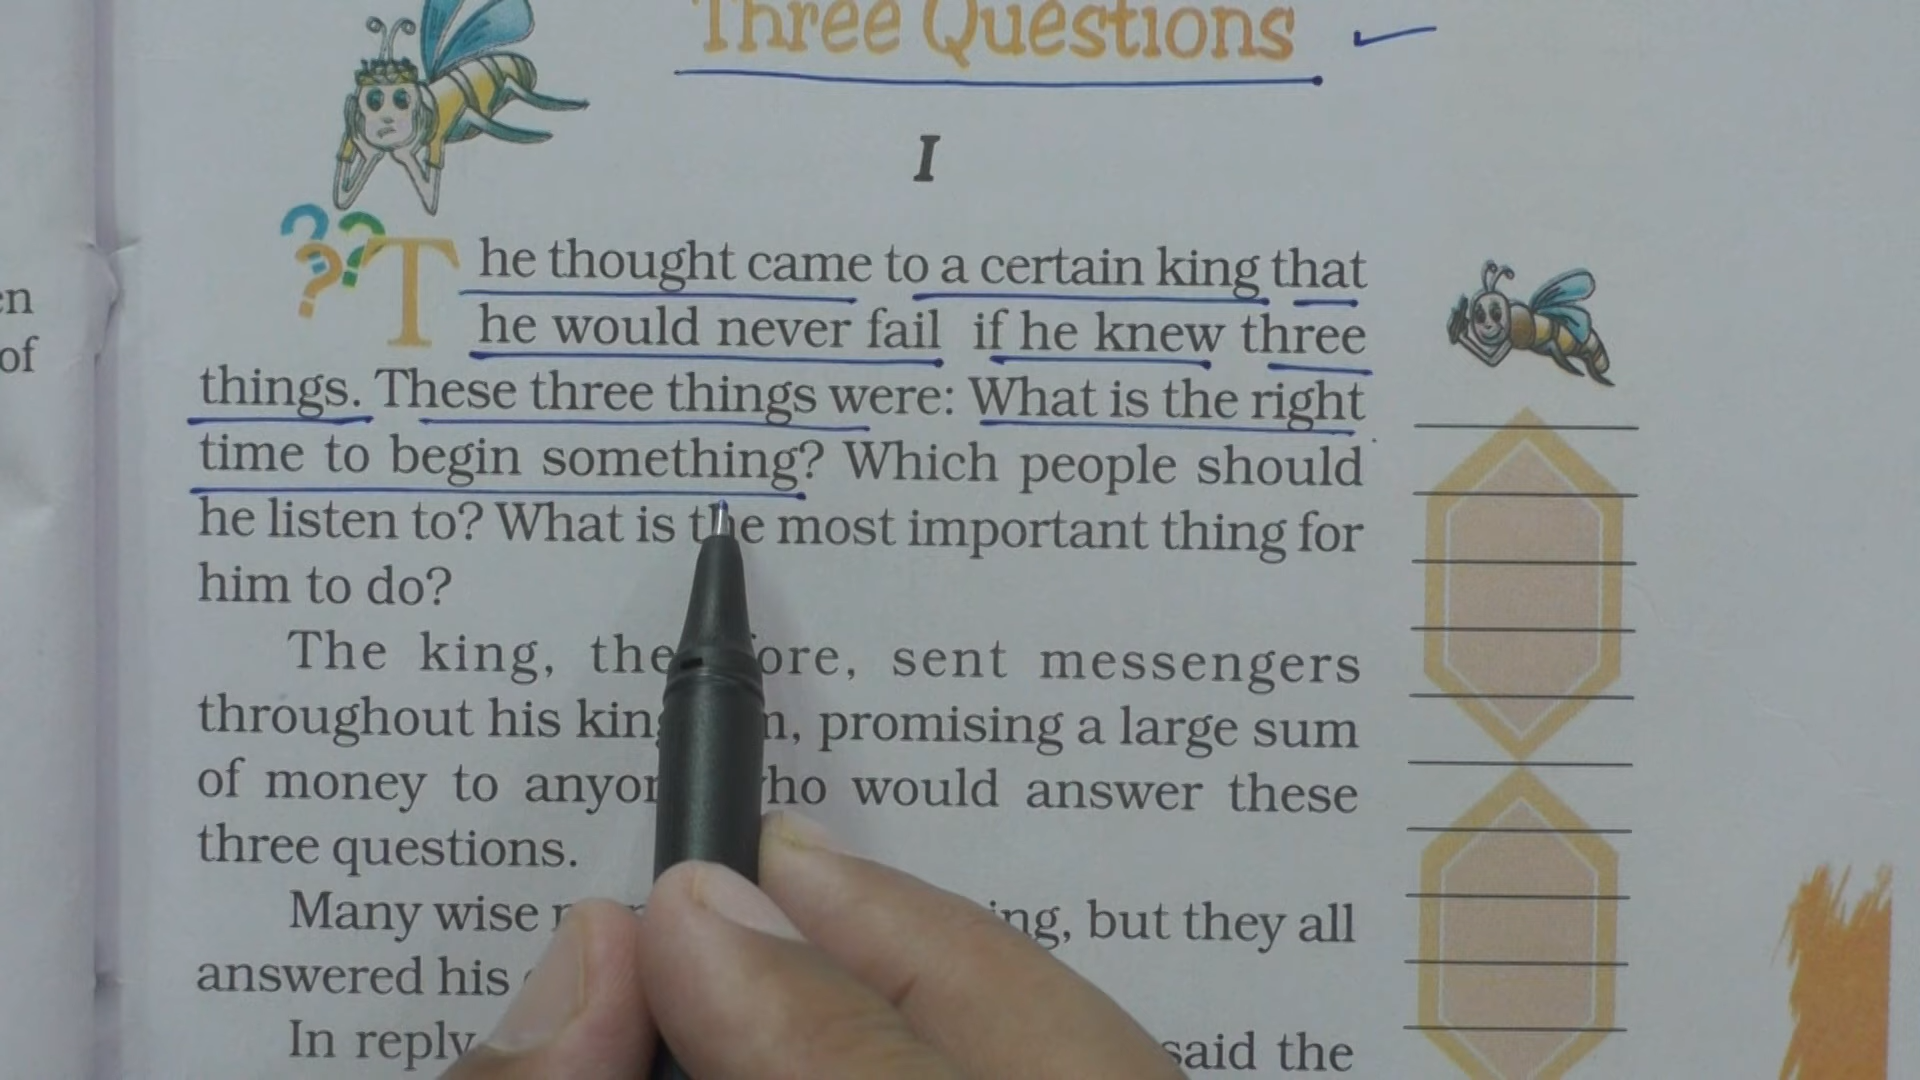 Three Questions
I
??
?? The thought came to a certain king that
he would never fail if he knew three
things. These three things were: What is the right
time to begin something? Which people should
he listen to? What is the most important thing for
him to do?
The king, the ore, sent messengers
throughout his kin , promising a large sum
of money to who would answer these
three questions.
Many wise , but they all
answered his
In reply said the
of